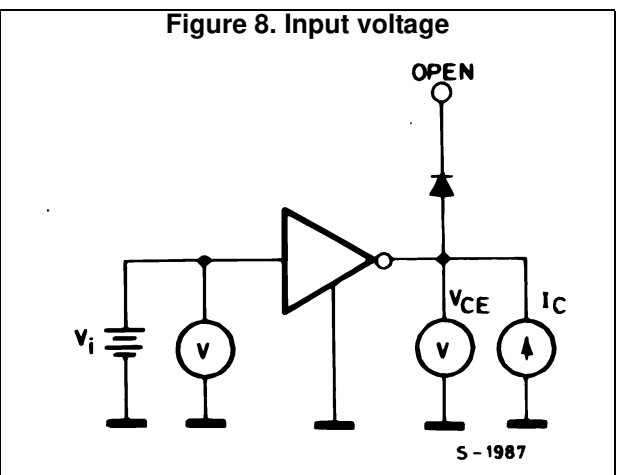 Figure 8. Input voltage
OPEN
Vi
V
VCE
V
IC
S-1987